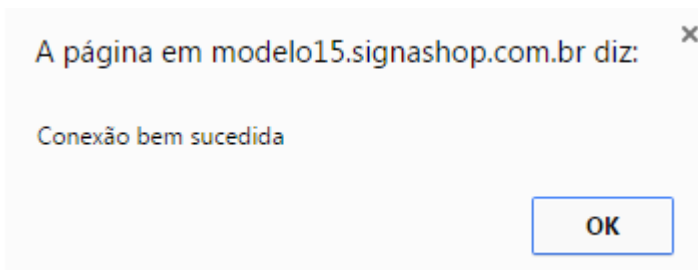 A página em modelo15.signashop.com.br diz:
Conexão bem sucedida
OK